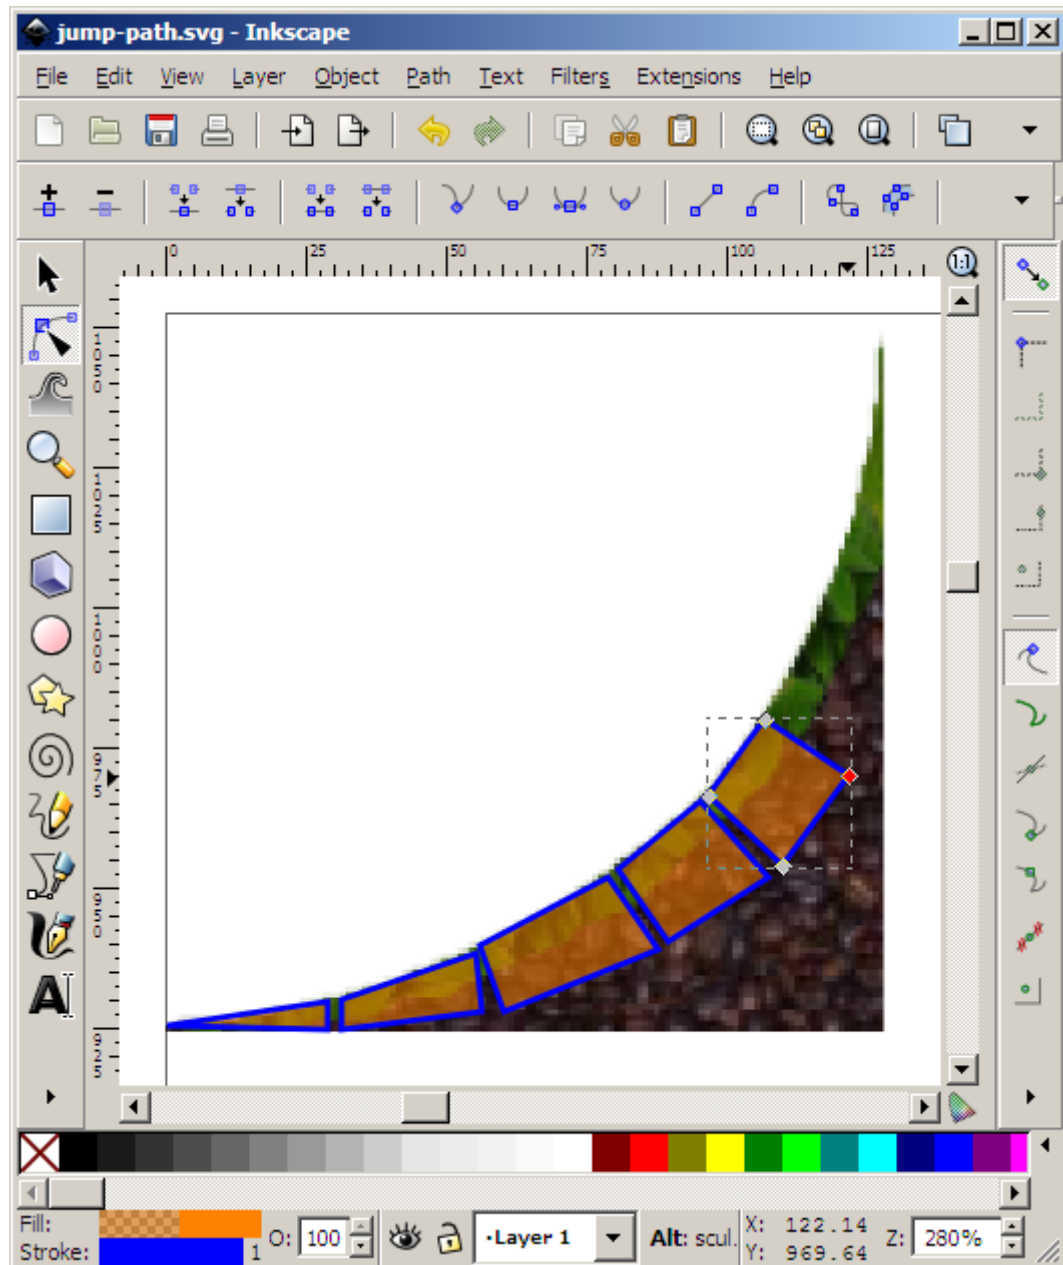 jump-path.svg - Inkscape
File Edit View Layer Object Path Text Filters Extensions Help
1:1
0 25 50 75 100 125
1050
1025
1000
975
950
925
A
Fill:
Stroke: 1
O: 100
•Layer 1
Alt: scul.
X: 122.14
Y: 969.64
Z: 280%